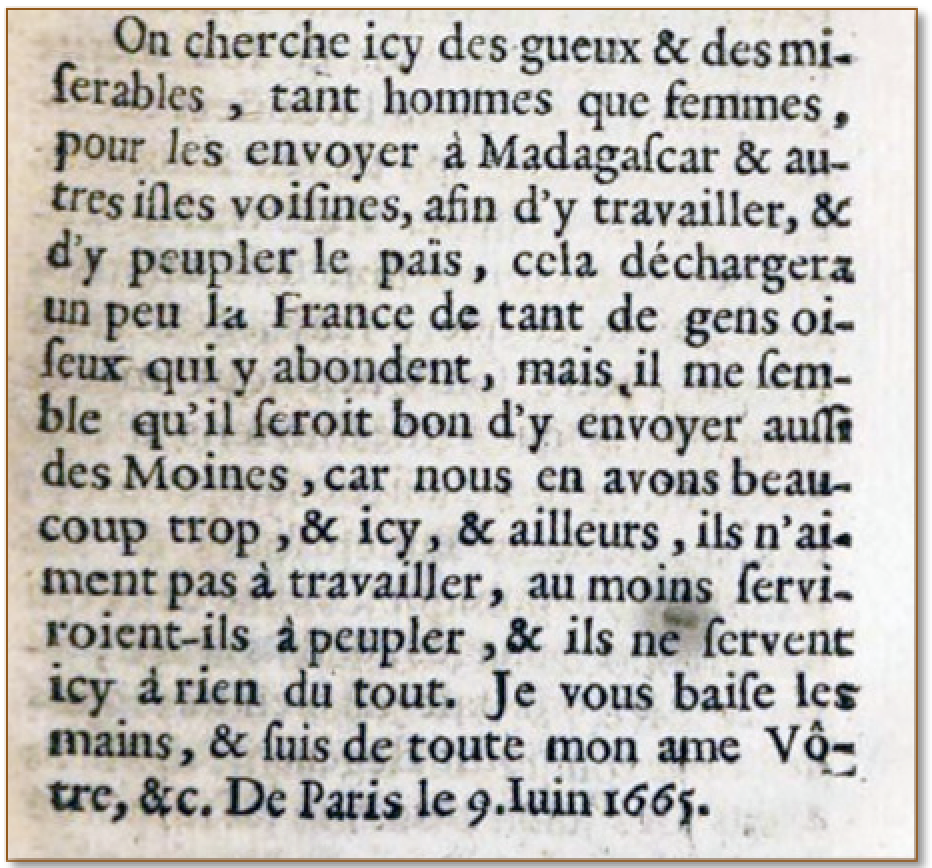 On cherche icy des gueux & des mi-
ſerables , tant hommes que femmes ,
pour les envoyer à Madagaſcar & au-
tres iſles voiſines, afin d'y travailler, &
d'y peupler le païs , cela déchargera
un peu la France de tant de gens oi-
ſeux qui y abondent , mais il me ſem-
ble qu'il ſeroit bon d'y envoyer auſſi
des Moines , car nous en avons beau-
coup trop , & icy , & ailleurs , ils n'ai-
ment pas à travailler , au moins ſervi-
roient-ils à peupler , & ils ne ſervent
icy à rien du tout. Je vous baiſe les
mains , & ſuis de toute mon ame Vô-
tre, &c. De Paris le 9. Iuin 1665.